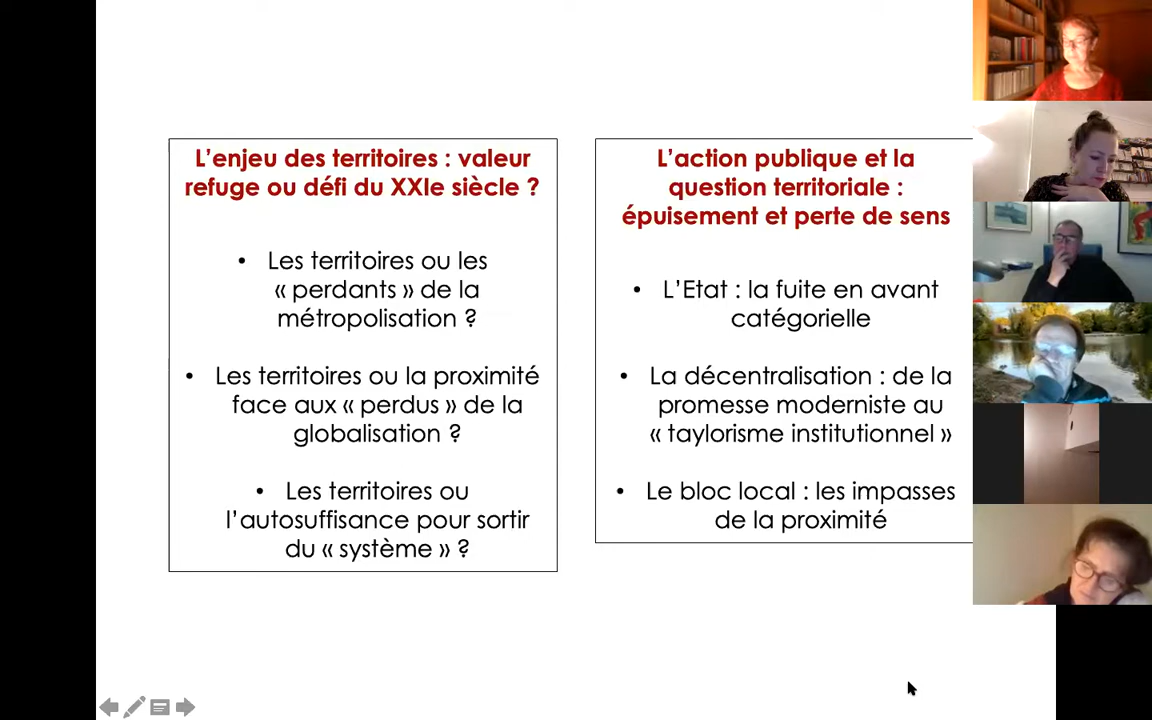 L’enjeu des territoires : valeur
refuge ou défi du XXIe siècle ?
• Les territoires ou les
« perdants » de la
métropolisation ?
• Les territoires ou la proximité
face aux « perdus » de la
globalisation ?
• Les territoires ou
l’autosuffisance pour sortir
du « système » ?
L’action publique et la
question territoriale :
épuisement et perte de sens
• L’Etat : la fuite en avant
catégorielle
• La décentralisation : de la
promesse moderniste au
« taylorisme institutionnel »
• Le bloc local : les impasses
de la proximité